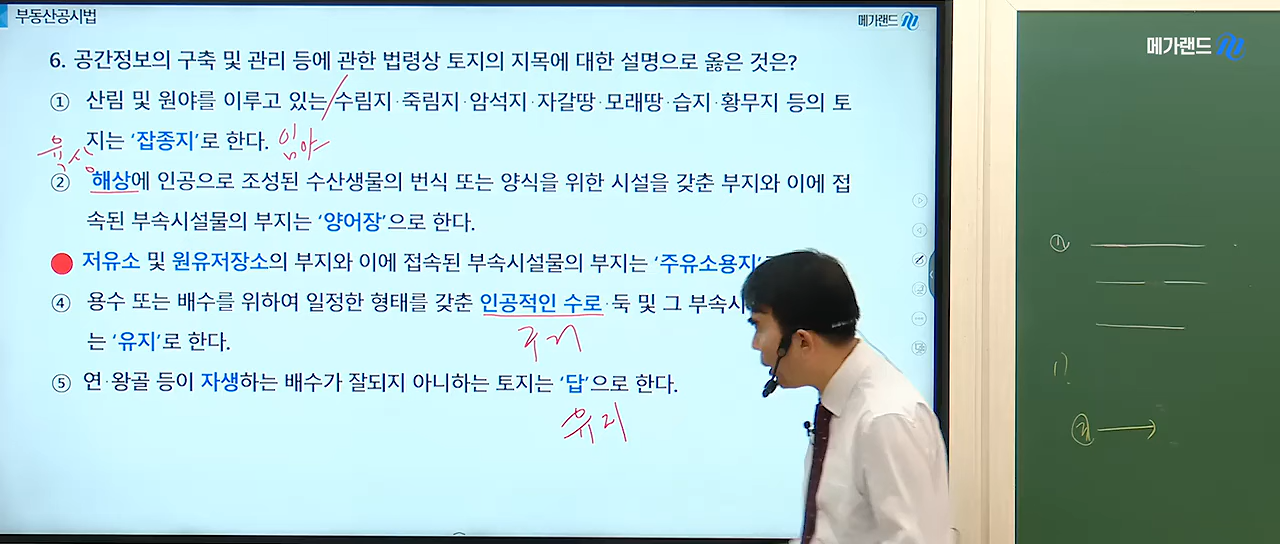 부동산공시법
메가랜드
메가랜드
6. 공간정보의 구축 및 관리 등에 관한 법령상 토지의 지목에 대한 설명으로 옳은 것은?
① 산림 및 원야를 이루고 있는 수림지·죽림지·암석지·자갈땅·모래땅·습지·황무지 등의 토
지는 '잡종지'로 한다. 임야
육상
② 해상에 인공으로 조성된 수산생물의 번식 또는 양식을 위한 시설을 갖춘 부지와 이에 접
속된 부속시설물의 부지는 '양어장'으로 한다.
저유소 및 원유저장소의 부지와 이에 접속된 부속시설물의 부지는 '주유소용지'
④ 용수 또는 배수를 위하여 일정한 형태를 갖춘 인공적인 수로·둑 및 그 부속시
는 '유지'로 한다.
구거
⑤ 연·왕골 등이 자생하는 배수가 잘되지 아니하는 토지는 '답'으로 한다.
유지
①